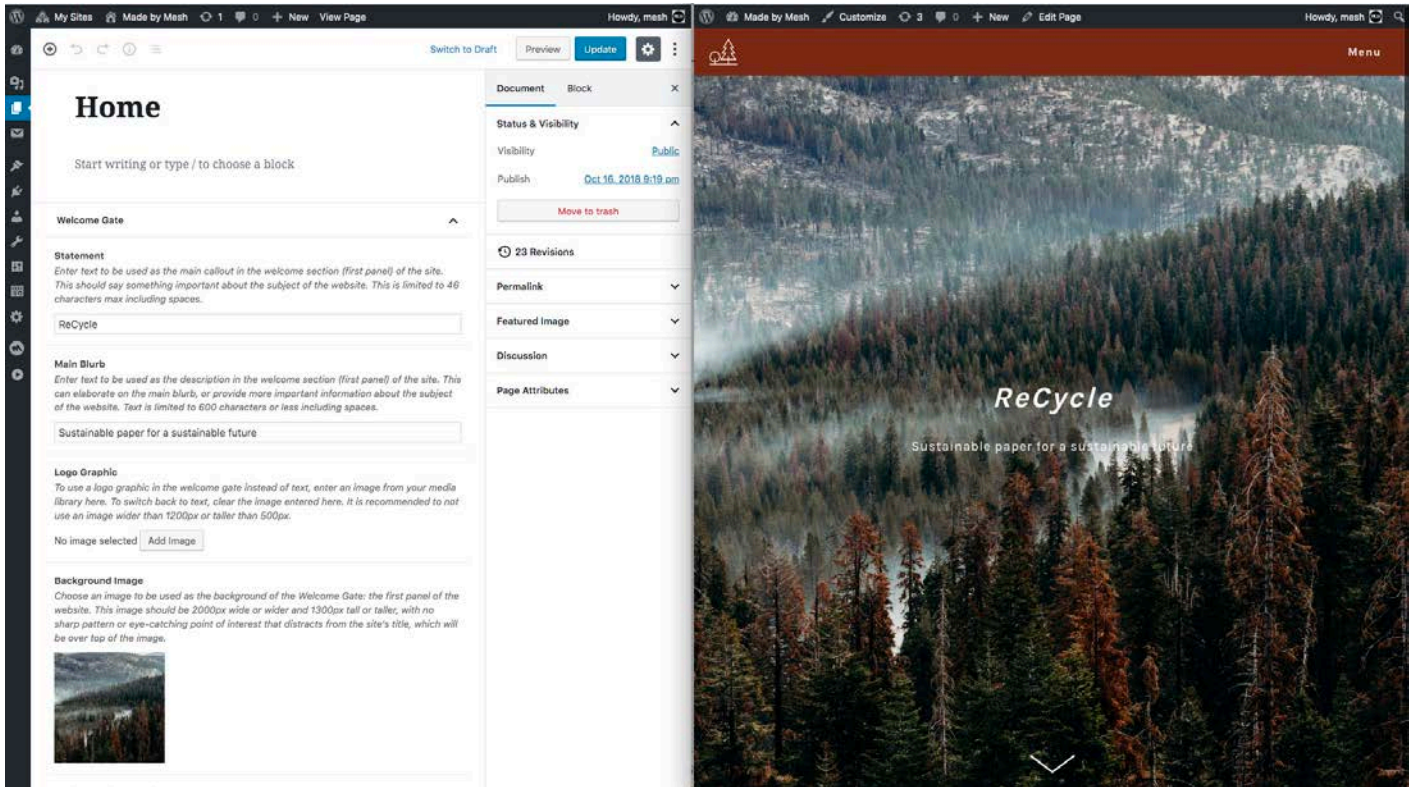 My Sites Made by Mesh 1 0 New View Page Howdy, mesh
Switch to Draft Preview Update
Home
Start writing or type / to choose a block
Welcome Gate
Statement
Enter text to be used as the main callout in the welcome section (first panel) of the site.
This should say something important about the subject of the website. This is limited to 46
characters max including spaces.
ReCycle
Main Blurb
Enter text to be used as the description in the welcome section (first panel) of the site. This
can elaborate on the main blurb, or provide more important information about the subject
of the website. Text is limited to 600 characters or less including spaces.
Sustainable paper for a sustainable future
Logo Graphic
To use a logo graphic in the welcome gate instead of text, enter an image from your media
library here. To switch back to text, clear the image entered here. It is recommended to not
use an image wider than 1200px or taller than 500px.
No image selected Add Image
Background Image
Choose an image to be used as the background of the Welcome Gate: the first panel of the
website. This image should be 2000px wide or wider and 1300px tall or taller, with no
sharp pattern or eye-catching point of interest that distracts from the site's title, which will
be over top of the image.
Document Block
Status & Visibility
Visibility Public
Publish Oct 16, 2018 9:19 pm
Move to trash
23 Revisions
Permalink
Featured Image
Discussion
Page Attributes
Made by Mesh Customize 3 0 New Edit Page Howdy, mesh
Menu
ReCycle
Sustainable paper for a sustainable future